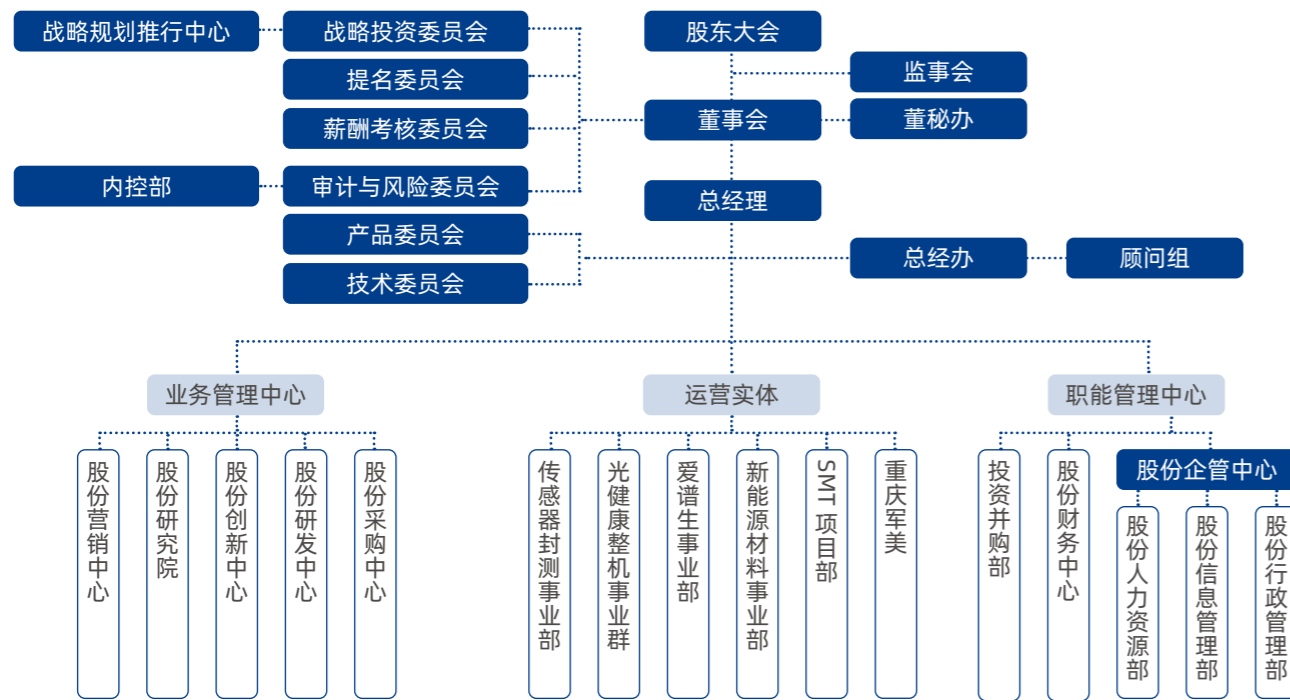 战略规划推行中心
战略投资委员会
股东大会
提名委员会
监事会
薪酬考核委员会
董事会
董秘办
内控部
审计与风险委员会
总经理
产品委员会
技术委员会
总经办
顾问组
业务管理中心
运营实体
职能管理中心
股份营销中心
股份研究院
股份创新中心
股份研发中心
股份采购中心
传感器封测事业部
光健康整机事业群
爱谱生事业部
新能源材料事业部
SMT 项目部
重庆军美
投资并购部
股份财务中心
股份企管中心
股份人力资源部
股份信息管理部
股份行政管理部